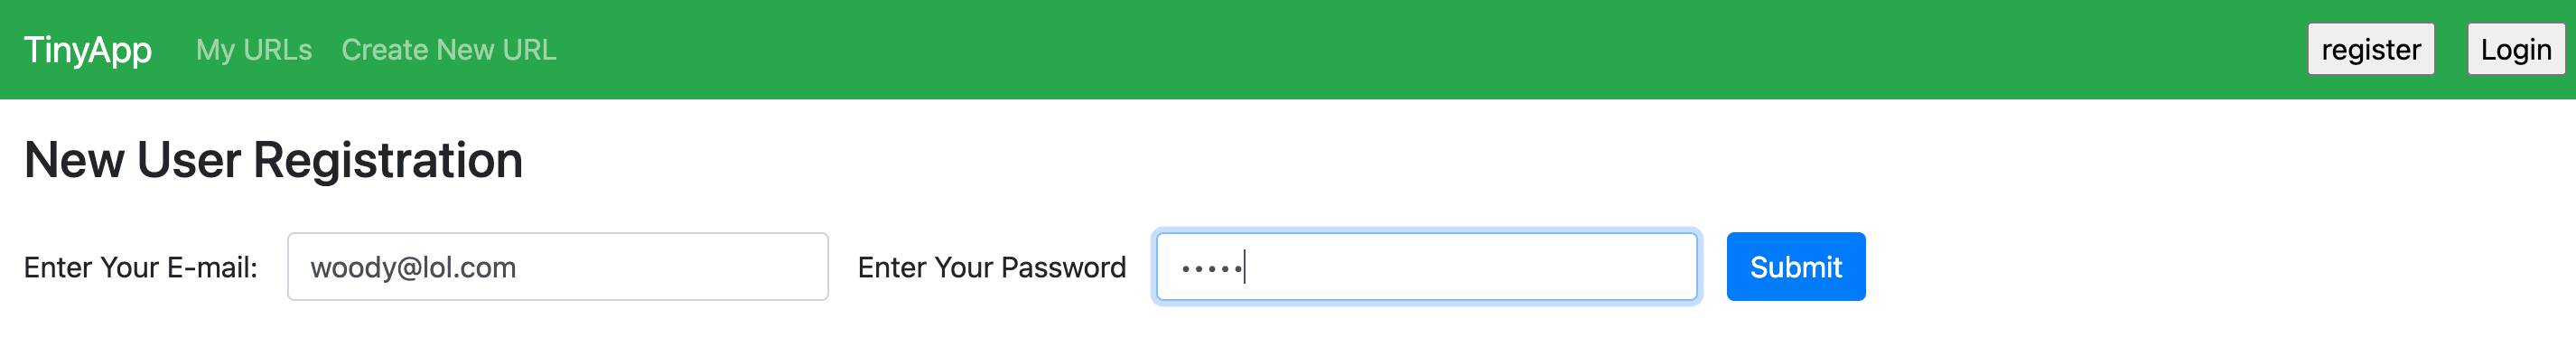 TinyApp My URLs Create New URL register Login
New User Registration
Enter Your E-mail: woody@lol.com Enter Your Password ••••• Submit